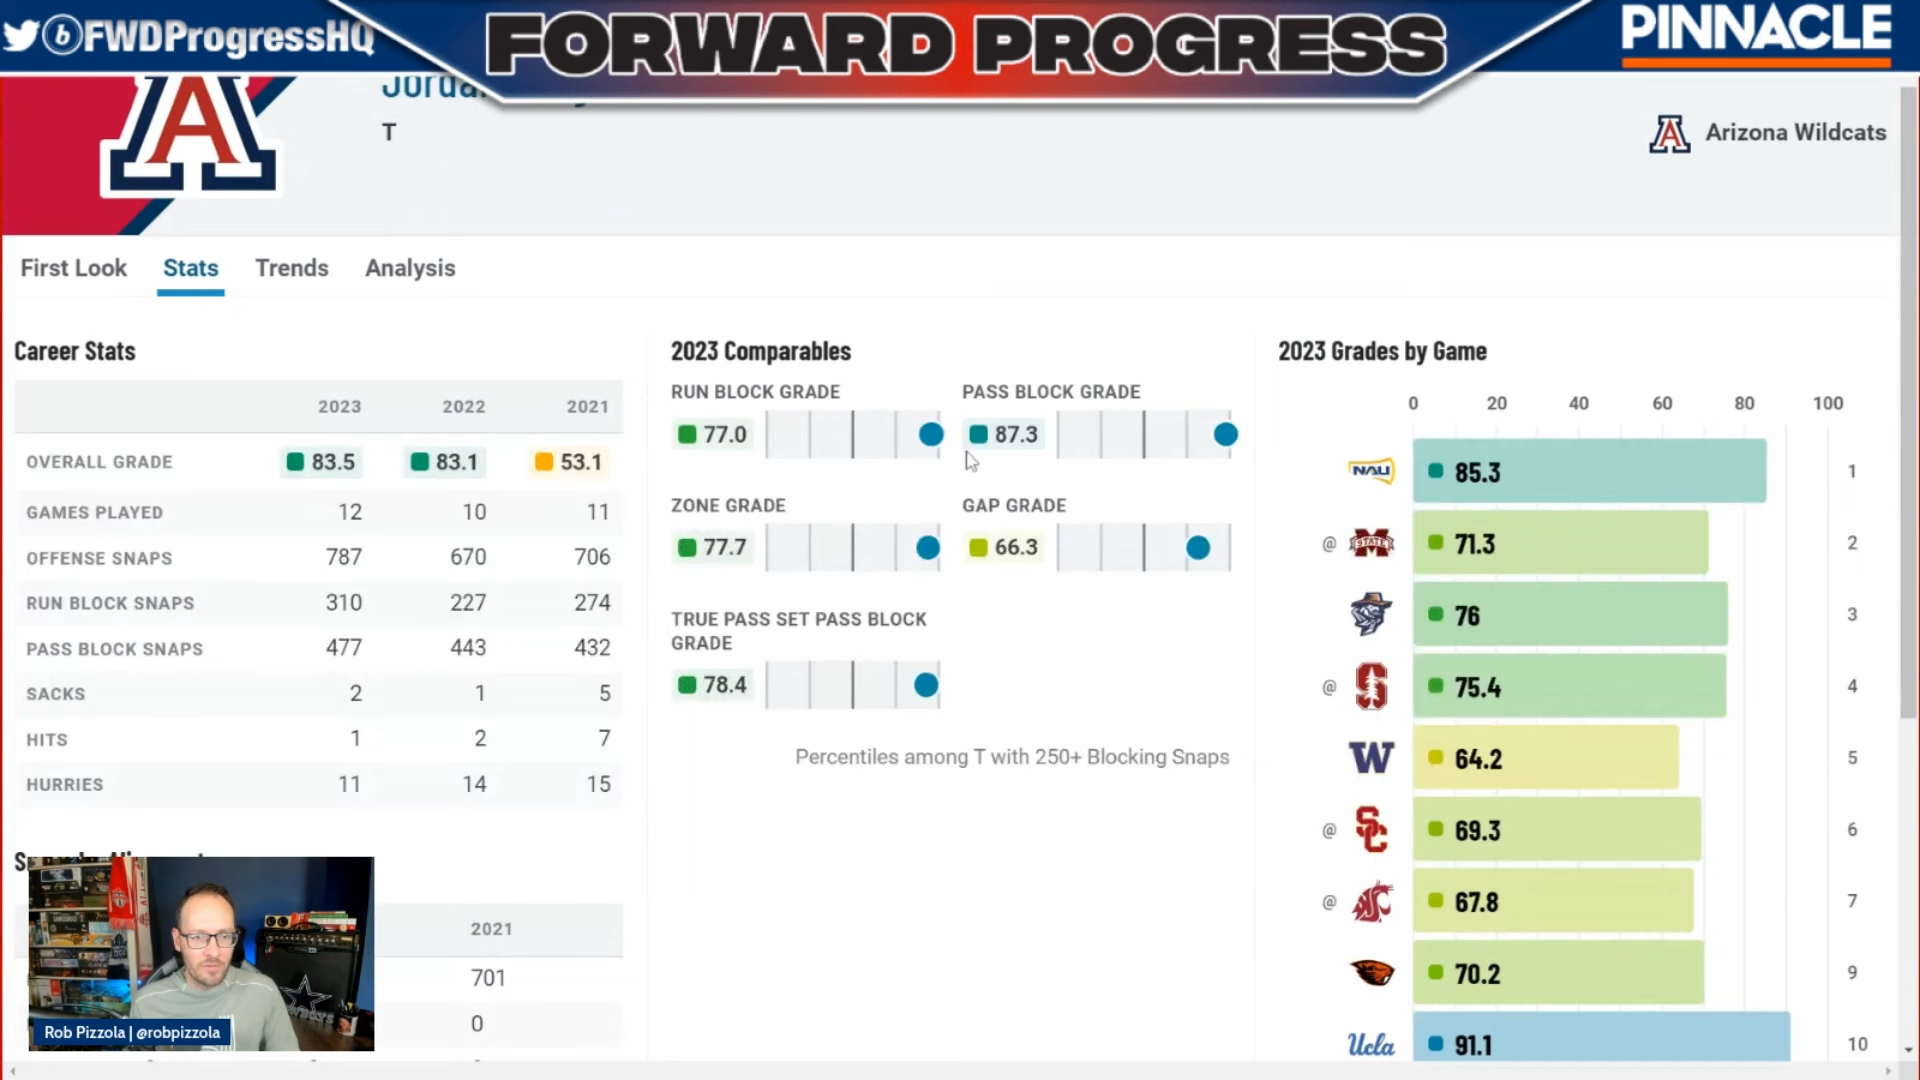 FWDProgressHQ
FORWARD PROGRESS
PINNACLE
T
Arizona Wildcats
First Look Stats Trends Analysis
Career Stats
2023 2022 2021
OVERALL GRADE 83.5 83.1 53.1
GAMES PLAYED 12 10 11
OFFENSE SNAPS 787 670 706
RUN BLOCK SNAPS 310 227 274
PASS BLOCK SNAPS 477 443 432
SACKS 2 1 5
HITS 1 2 7
HURRIES 11 14 15
2021
701
0
Rob Pizzola | @robpizzola
2023 Comparables
RUN BLOCK GRADE PASS BLOCK GRADE
77.0 87.3
ZONE GRADE GAP GRADE
77.7 66.3
TRUE PASS SET PASS BLOCK
GRADE
78.4
Percentiles among T with 250+ Blocking Snaps
2023 Grades by Game
0 20 40 60 80 100
NAU 85.3 1
@ STATE 71.3 2
76 3
@ S 75.4 4
W 64.2 5
@ SC 69.3 6
@ 67.8 7
70.2 9
Ucla 91.1 10